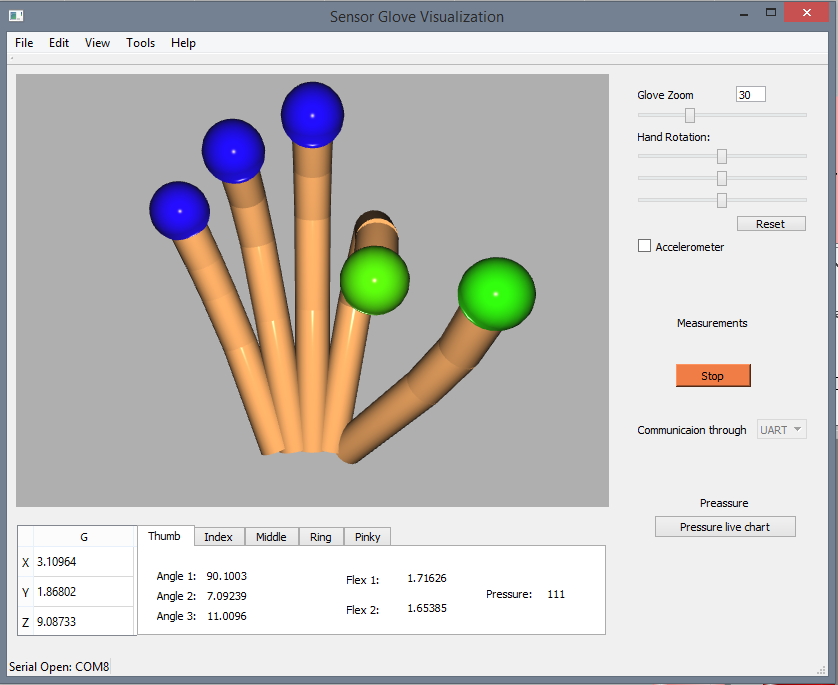 Sensor Glove Visualization
File Edit View Tools Help
Glove Zoom 30
Hand Rotation:
Reset
Accelerometer
Measurements
Stop
Communicaion through UART
Preassure
Pressure live chart
G
X 3.10964
Y 1.86802
Z 9.08733
Thumb Index Middle Ring Pinky
Angle 1: 90.1003
Angle 2: 7.09239
Angle 3: 11.0096
Flex 1: 1.71626
Flex 2: 1.65385
Pressure: 111
Serial Open: COM8